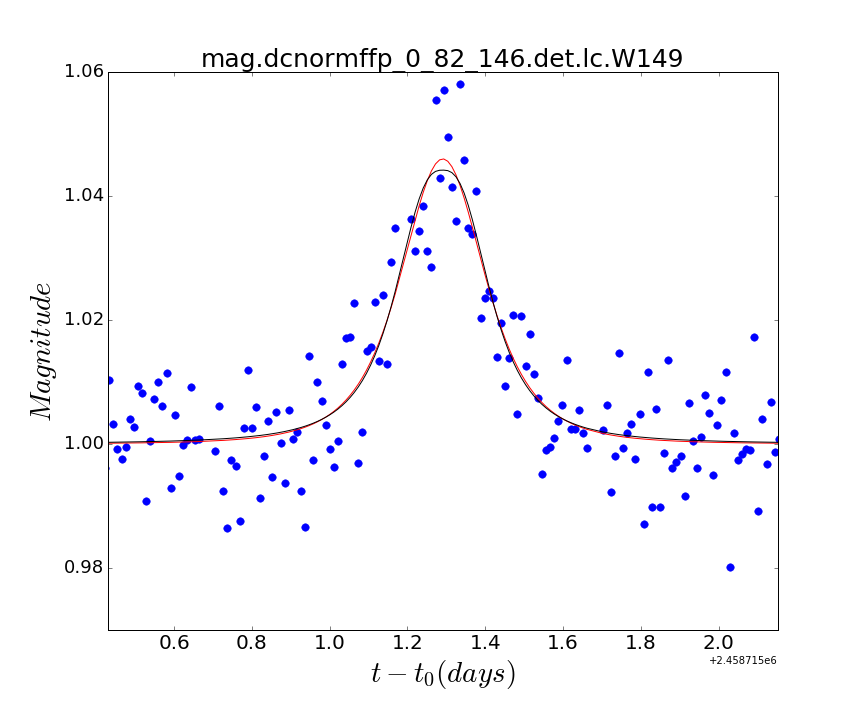 mag.dcnormffp_0_82_146.det.lc.W149
1.06
1.04
1.02
1.00
0.98
Magnitude
0.6 0.8 1.0 1.2 1.4 1.6 1.8 2.0
+2.458715e6
t − t₀(days)